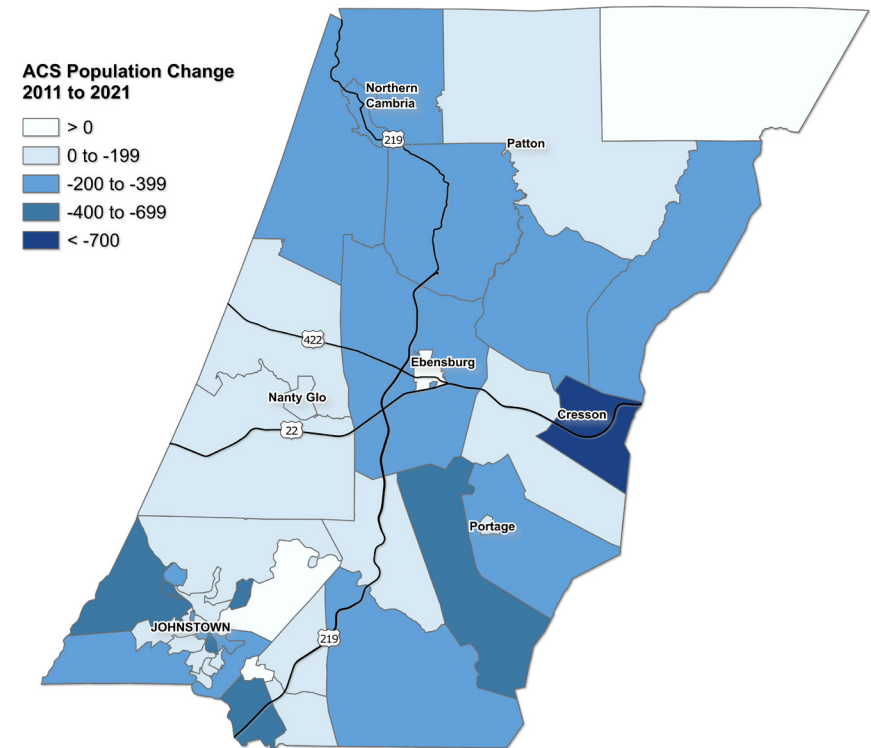 ACS Population Change
2011 to 2021
> 0
0 to -199
-200 to -399
-400 to -699
< -700
Northern
Cambria
219
Patton
422
Ebensburg
Nanty Glo
Cresson
22
Portage
JOHNSTOWN
219